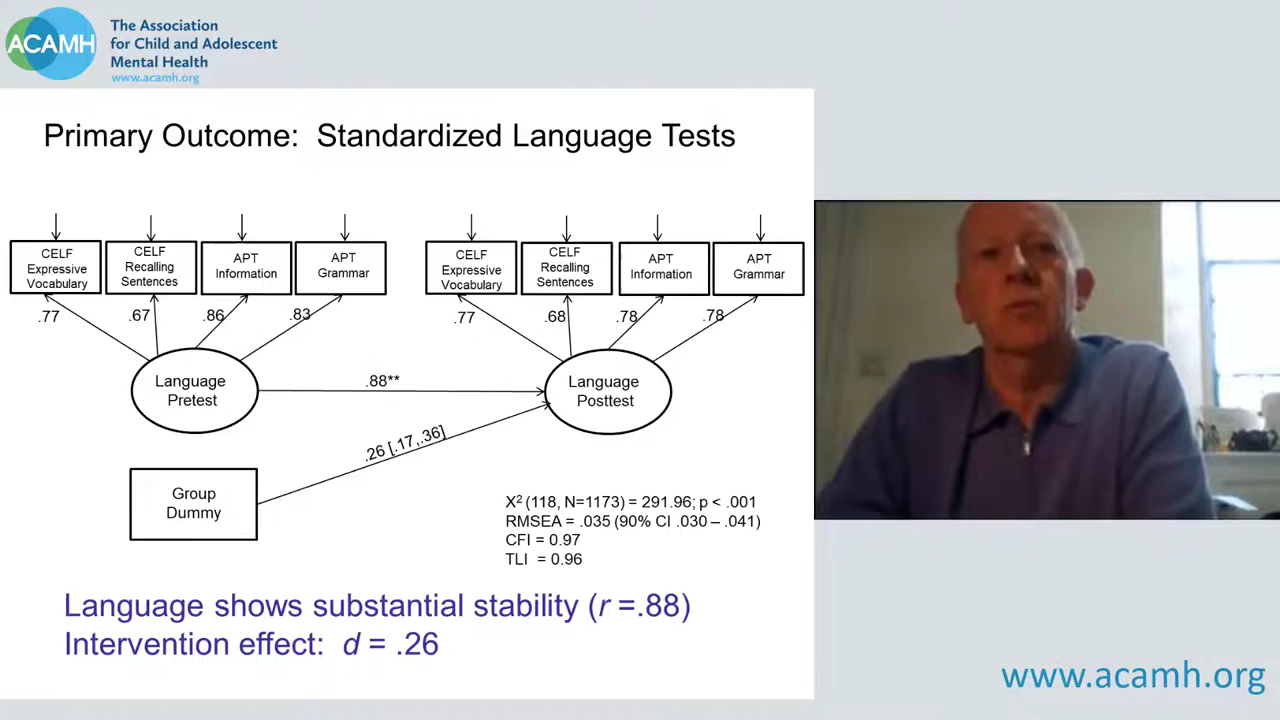 ACAMH
The Association
for Child and Adolescent
Mental Health
www.acamh.org
Primary Outcome: Standardized Language Tests
CELF
Expressive
Vocabulary
CELF
Recalling
Sentences
APT
Information
APT
Grammar
CELF
Expressive
Vocabulary
CELF
Recalling
Sentences
APT
Information
APT
Grammar
.77
.67
.86
.83
.77
.68
.78
.78
Language
Pretest
.88**
Language
Posttest
.26 [.17,.36]
Group
Dummy
X² (118, N=1173) = 291.96; p < .001
RMSEA = .035 (90% CI .030 – .041)
CFI = 0.97
TLI = 0.96
Language shows substantial stability (r =.88)
Intervention effect: d = .26
www.acamh.org